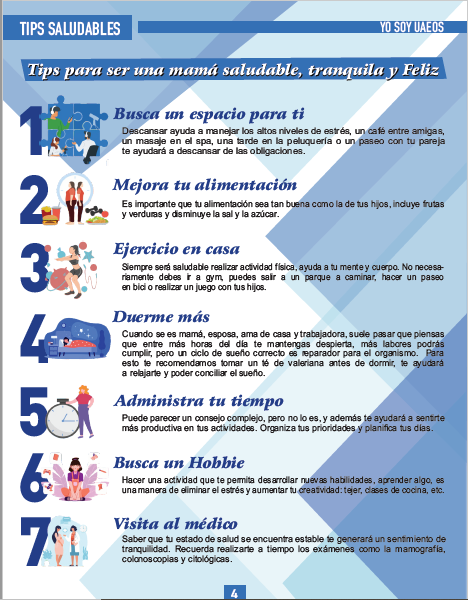 TIPS SALUDABLES
YO SOY UAEOS
Tips para ser una mamá saludable, tranquila y Feliz
1
Busca un espacio para ti
Descansar ayuda a manejar los altos niveles de estrés, un café entre amigas,
un masaje en el spa, una tarde en la peluquería o un paseo con tu pareja
te ayudará a descansar de las obligaciones.
2
Mejora tu alimentación
Es importante que tu alimentación sea tan buena como la de tus hijos, incluye frutas
y verduras y disminuye la sal y la azúcar.
3
Ejercicio en casa
Siempre será saludable realizar actividad física, ayuda a tu mente y cuerpo. No necesa-
riamente debes ir a gym, puedes salir a un parque a caminar, hacer un paseo
en bici o realizar un juego con tus hijos.
4
Duerme más
Cuando se es mamá, esposa, ama de casa y trabajadora, suele pasar que piensas
que entre más horas del día te mantengas despierta, más labores podrás
cumplir, pero un ciclo de sueño correcto es reparador para el organismo. Para
esto te recomendamos tomar un té de valeriana antes de dormir, te ayudará
a relajarte y poder conciliar el sueño.
5
Administra tu tiempo
Puede parecer un consejo complejo, pero no lo es, y además te ayudará a sentirte
más productiva en tus actividades. Organiza tus prioridades y planifica tus días.
6
Busca un Hobbie
Hacer una actividad que te permita desarrollar nuevas habilidades, aprender algo, es
una manera de eliminar el estrés y aumentar tu creatividad: tejer, clases de cocina, etc.
7
Visita al médico
Saber que tu estado de salud se encuentra estable te generará un sentimiento de
tranquilidad. Recuerda realizarte a tiempo los exámenes como la mamografía,
colonoscopias y citológicas.
4